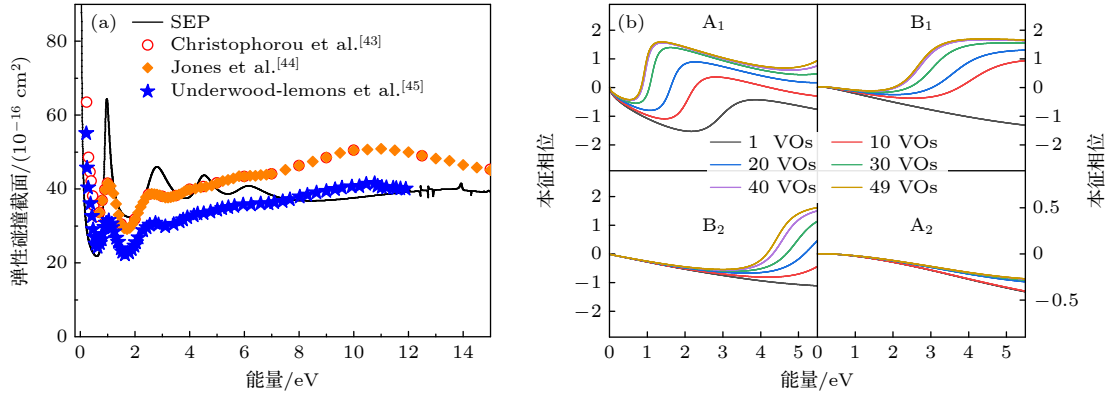 (a)
SEP
Christophorou et al.[43]
Jones et al.[44]
Underwood-lemons et al.[45]
80
60
40
20
0
弹性碰撞截面/(10−16 cm2)
0 2 4 6 8 10 12 14
能量/eV
(b)
A1
B1
2
1
0
−1
−2
2
1
0
−1
−2
1 VOs
10 VOs
20 VOs
30 VOs
40 VOs
49 VOs
B2
A2
2
1
0
−1
−2
0.5
0
−0.5
本征相位
本征相位
0 1 2 3 4 5
0 1 2 3 4 5
能量/eV
能量/eV